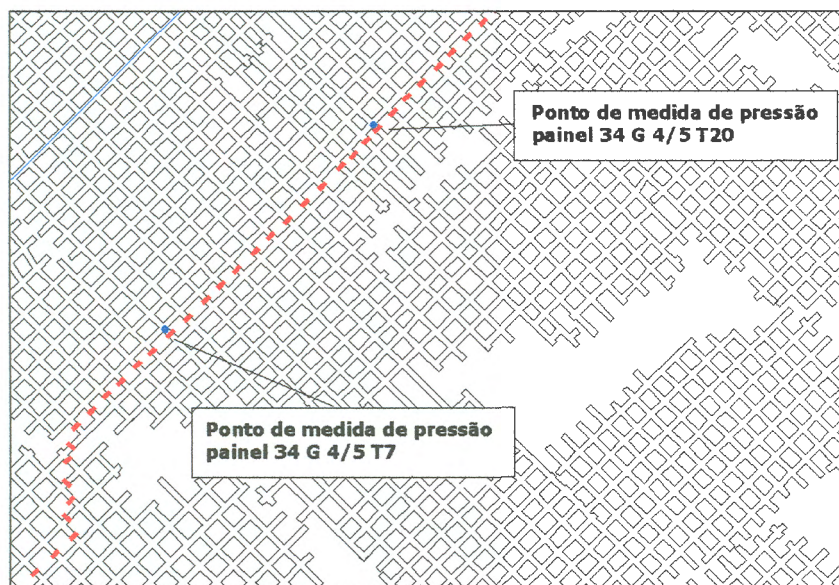 Ponto de medida de pressão
painel 34 G 4/5 T20
Ponto de medida de pressão
painel 34 G 4/5 T7